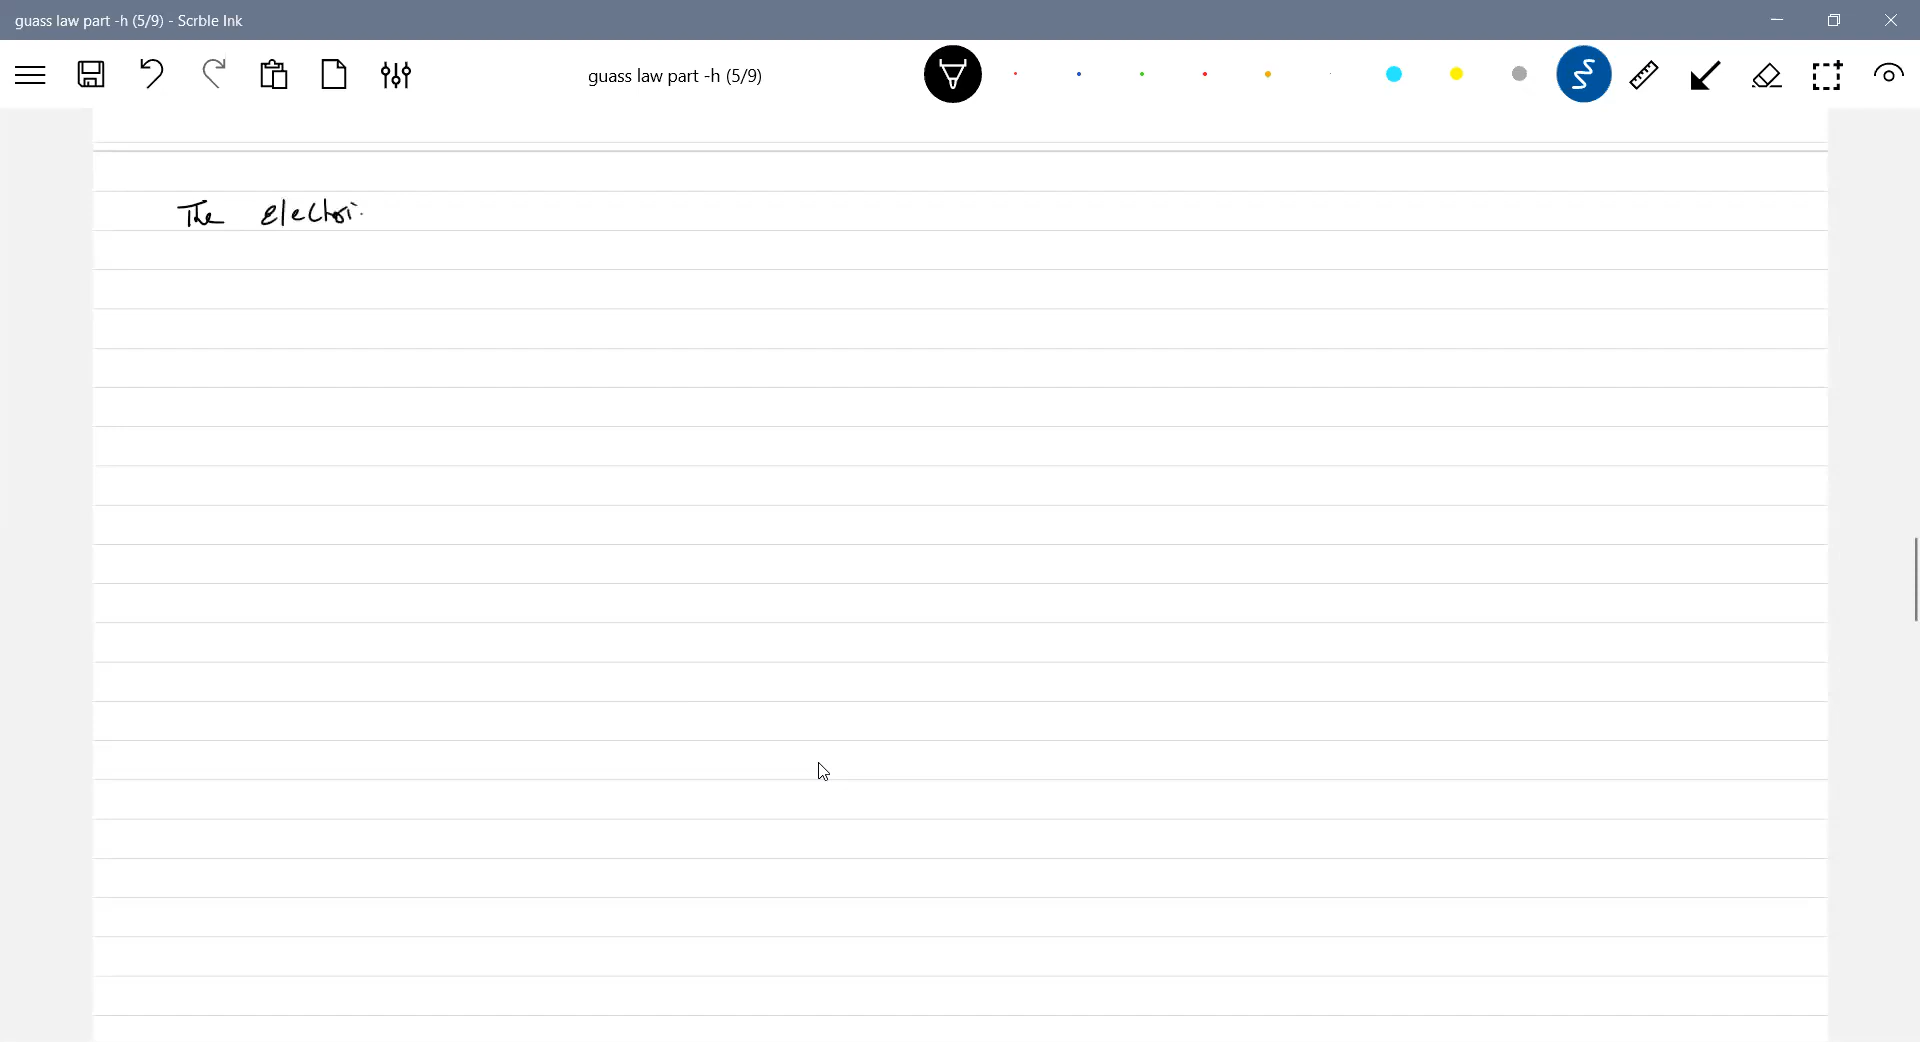 guass law part -h (5/9) - Scrble Ink
guass law part -h (5/9)
The Electri